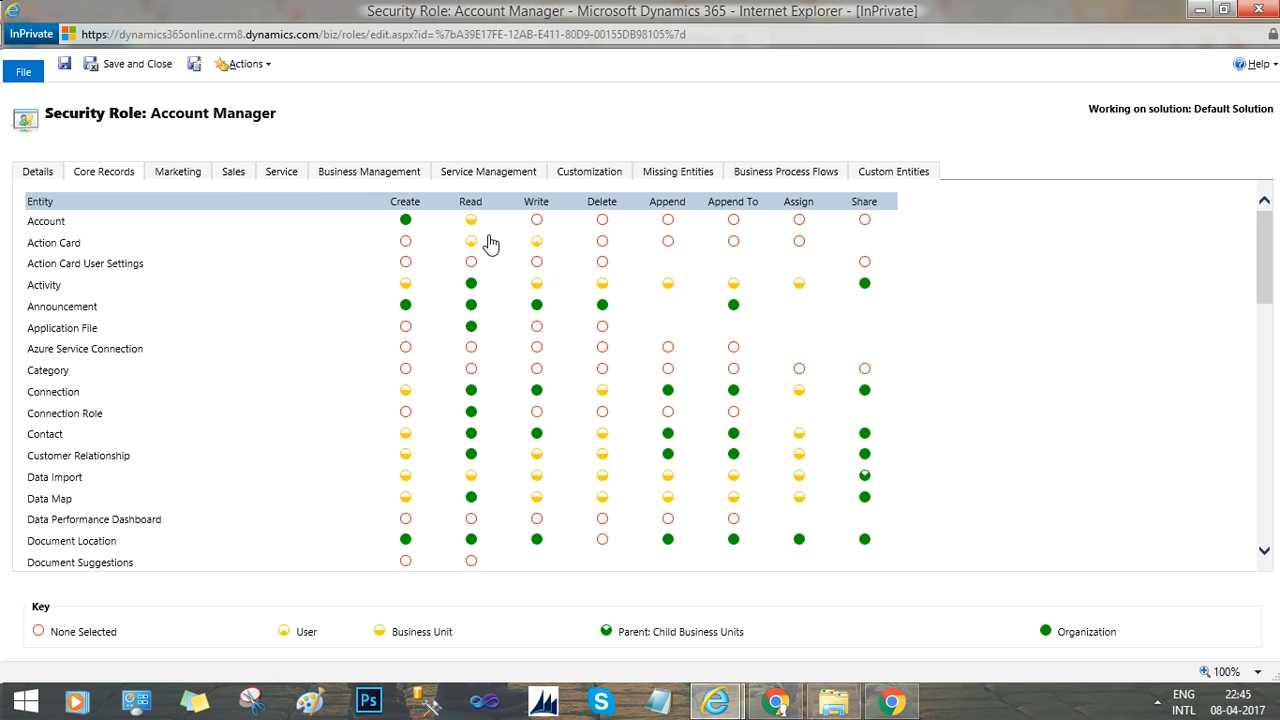 Security Role: Account Manager - Microsoft Dynamics 365 - Internet Explorer - [InPrivate]
InPrivate https://dynamics365online.crm8.dynamics.com/biz/roles/edit.aspx?id=%7bA39E17FE-12AB-E411-80D9-00155DB98105%7d
File Save and Close Actions Help
Security Role: Account Manager Working on solution: Default Solution
Details Core Records Marketing Sales Service Business Management Service Management Customization Missing Entities Business Process Flows Custom Entities
Entity Create Read Write Delete Append Append To Assign Share
Account
Action Card
Action Card User Settings
Activity
Announcement
Application File
Azure Service Connection
Category
Connection
Connection Role
Contact
Customer Relationship
Data Import
Data Map
Data Performance Dashboard
Document Location
Document Suggestions
Key
None Selected User Business Unit Parent: Child Business Units Organization
100%
Ps
ENG 22:45
INTL 08-04-2017